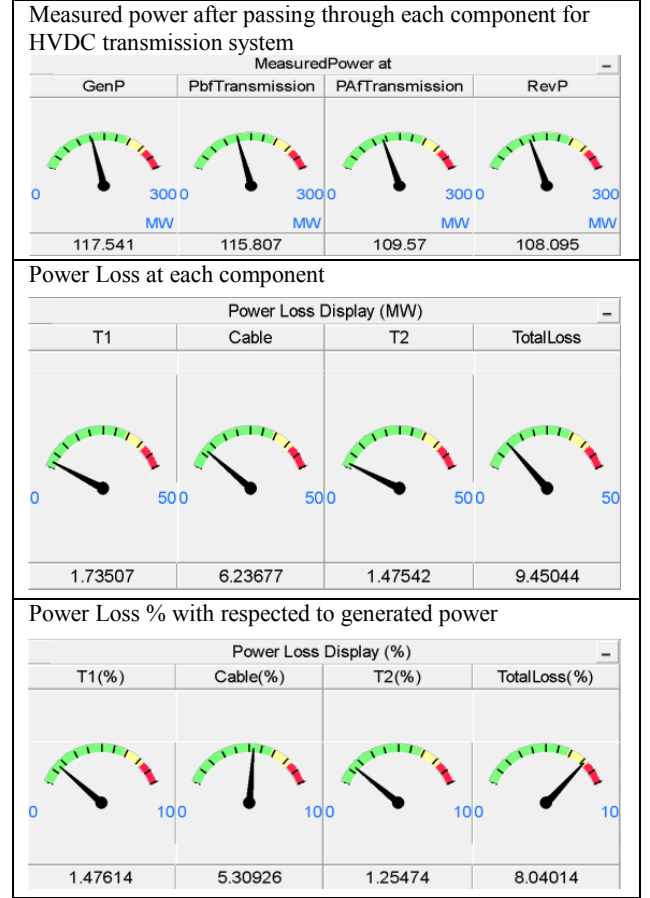 Measured power after passing through each component for
HVDC transmission system
MeasuredPower at
GenP PbfTransmission PAfTransmission RevP
0 300 0 300 0 300 0 300
MW MW MW MW
117.541 115.807 109.57 108.095
Power Loss at each component
Power Loss Display (MW)
T1 Cable T2 TotalLoss
0 50 0 50 0 50 0 50
1.73507 6.23677 1.47542 9.45044
Power Loss % with respected to generated power
Power Loss Display (%)
T1(%) Cable(%) T2(%) TotalLoss(%)
0 10 0 10 0 10 0 10
1.47614 5.30926 1.25474 8.04014